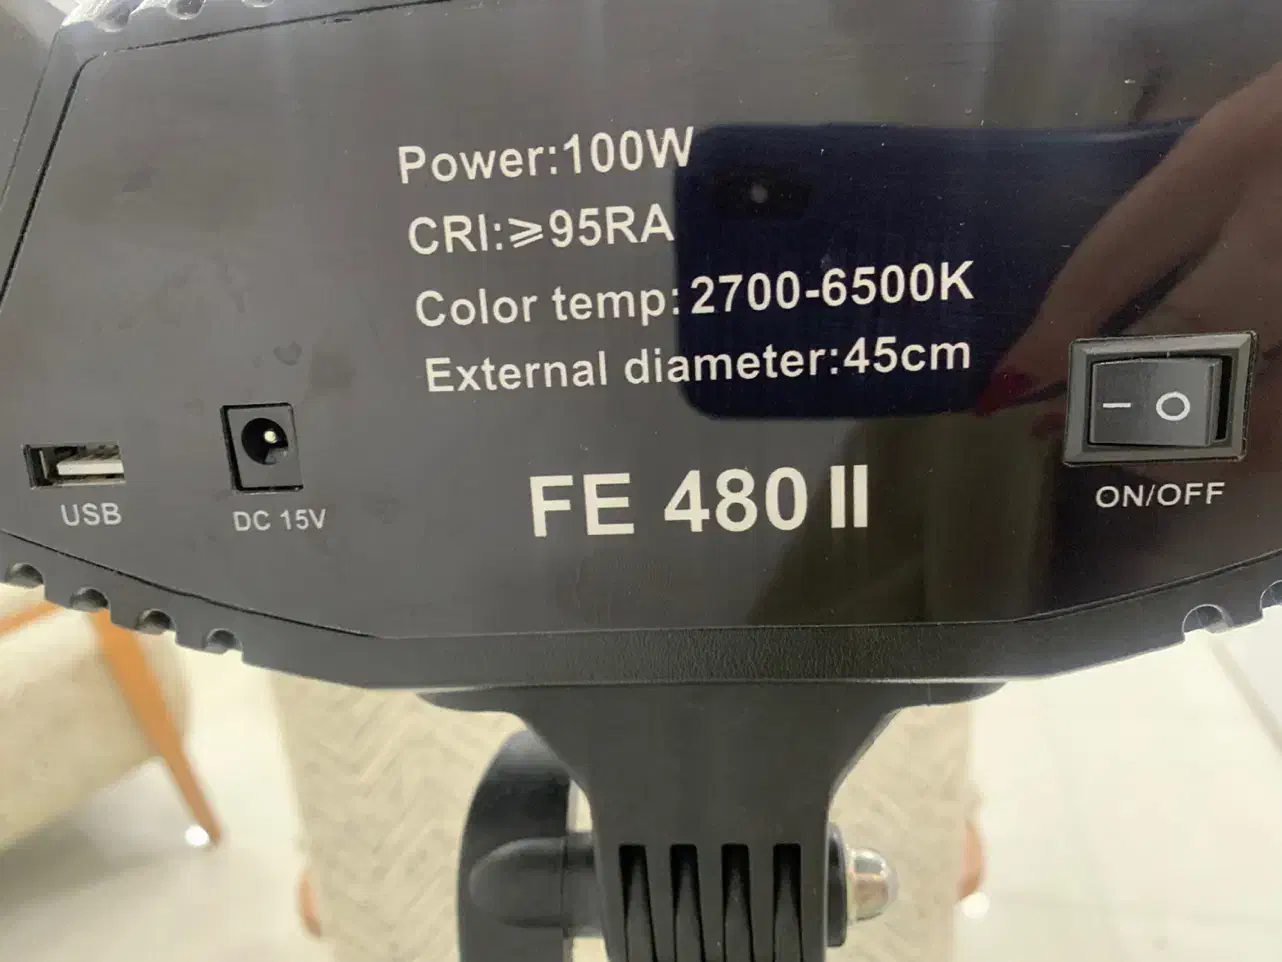 Power:100W
CRI:⩾95RA
Color temp:2700-6500K
External diameter:45cm
FE 480 II
USB
DC 15V
ON/OFF